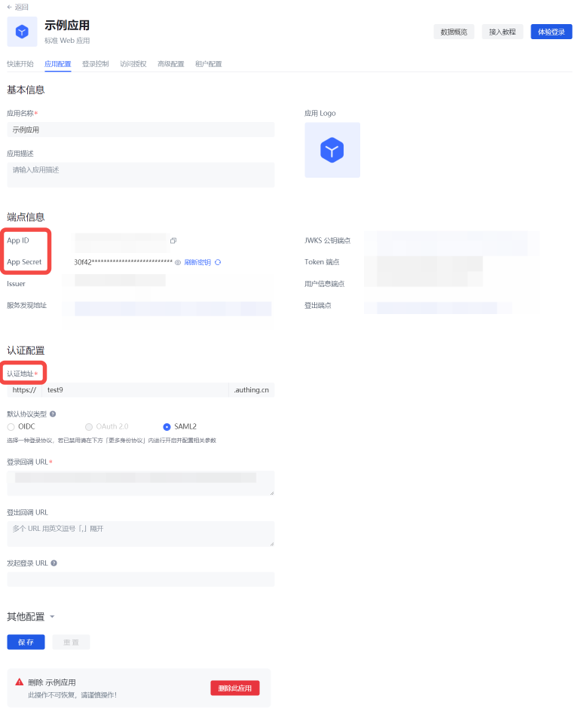 ← 返回
示例应用
标准 Web 应用
数据概览 接入教程 体验登录
快速开始 应用配置 登录控制 访问授权 高级配置 租户配置
基本信息
应用名称* 应用 Logo
示例应用
应用描述
请输入应用描述
端点信息
App ID JWKS 公钥端点
App Secret 30f42************************** 刷新密钥 Token 端点
Issuer 用户信息端点
服务发现地址 登出端点
认证配置
认证地址*
https:// test9 .authing.cn
默认协议类型
OIDC OAuth 2.0 SAML2
选择一种登录协议，若已禁用请在下方「更多身份协议」内进行开启并配置相关参数
登录回调 URL*
登出回调 URL
多个 URL 用英文逗号「,」隔开
发起登录 URL
其他配置
保存 重置
删除 示例应用
此操作不可恢复，请谨慎操作！ 删除此应用